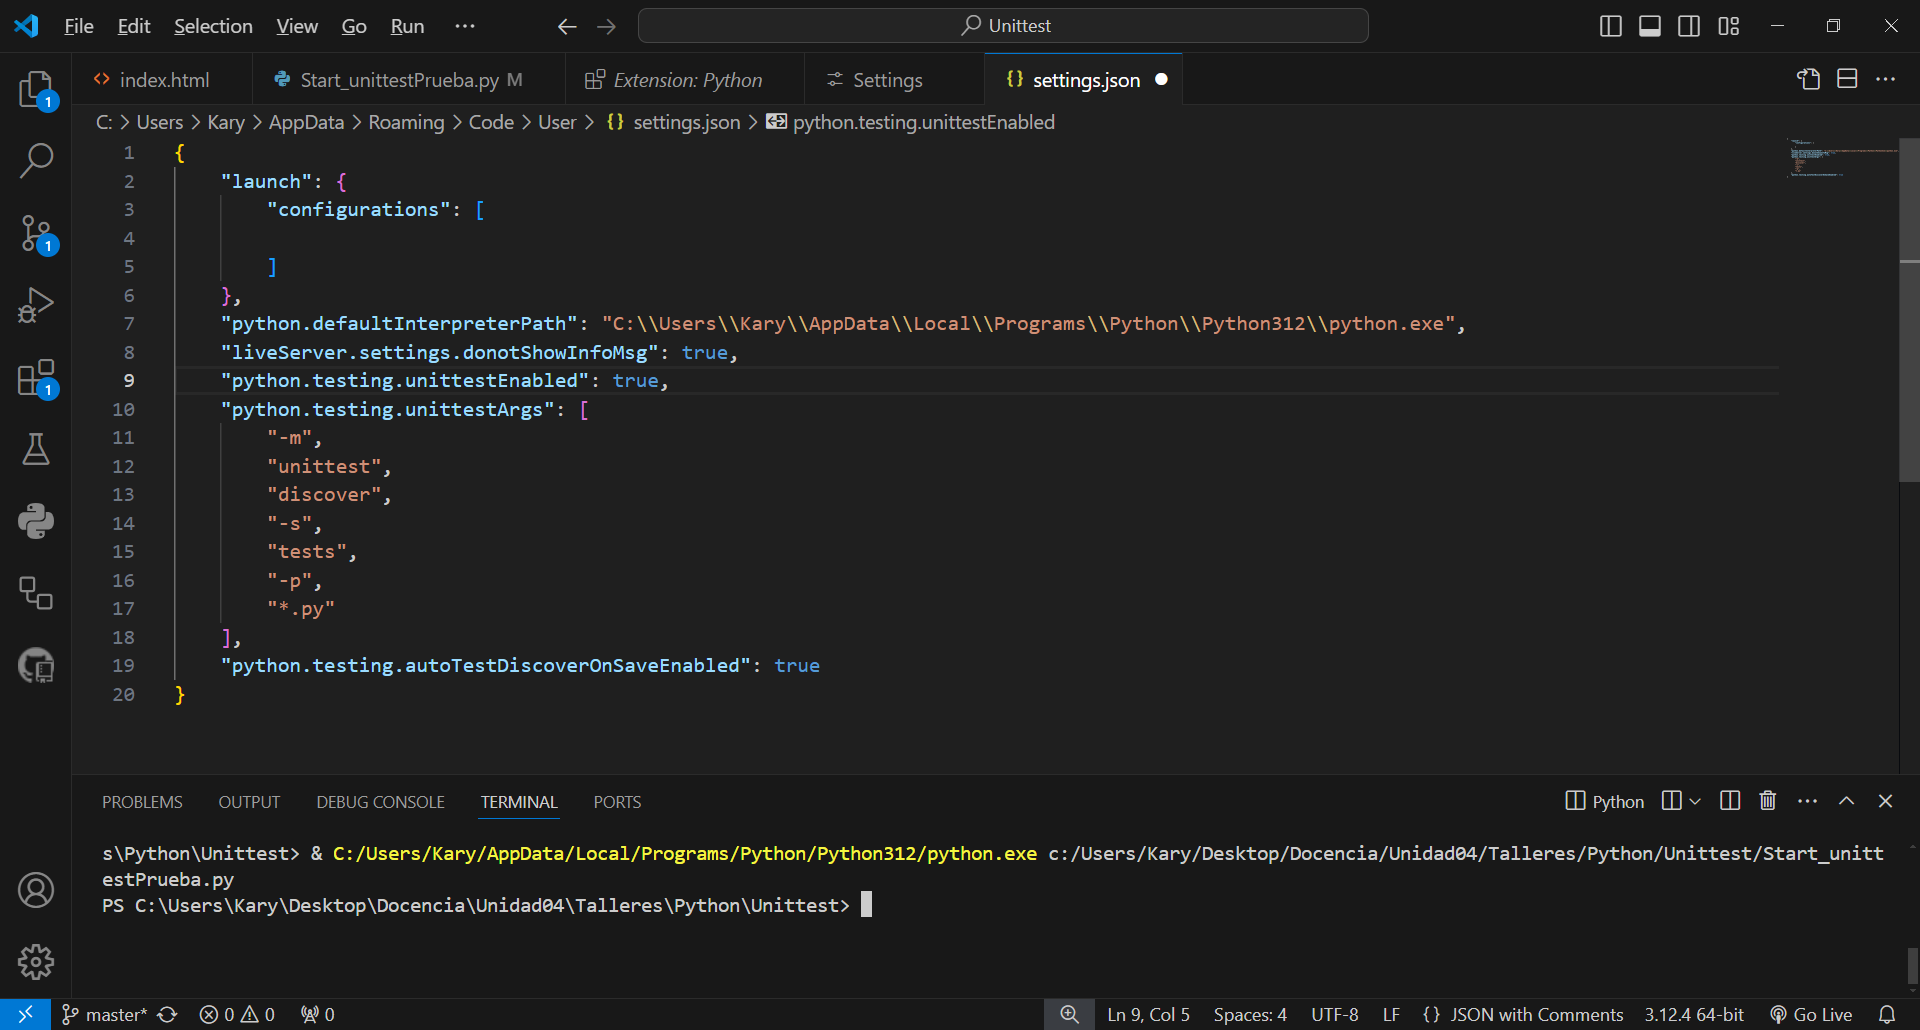 File Edit Selection View Go Run ··· Unittest
index.html Start_unittestPrueba.py M Extension: Python Settings {} settings.json
C: > Users > Kary > AppData > Roaming > Code > User > {} settings.json > python.testing.unittestEnabled
1 {
2 "launch": {
3 "configurations": [
4
5 ]
6 },
7 "python.defaultInterpreterPath": "C:\\Users\\Kary\\AppData\\Local\\Programs\\Python\\Python312\\python.exe",
8 "liveServer.settings.donotShowInfoMsg": true,
9 "python.testing.unittestEnabled": true,
10 "python.testing.unittestArgs": [
11 "-m",
12 "unittest",
13 "discover",
14 "-s",
15 "tests",
16 "-p",
17 "*.py"
18 ],
19 "python.testing.autoTestDiscoverOnSaveEnabled": true
20 }
1
1
1
PROBLEMS OUTPUT DEBUG CONSOLE TERMINAL PORTS Python
s\Python\Unittest> & C:/Users/Kary/AppData/Local/Programs/Python/Python312/python.exe c:/Users/Kary/Desktop/Docencia/Unidad04/Talleres/Python/Unittest/Start_unitt
estPrueba.py
PS C:\Users\Kary\Desktop\Docencia\Unidad04\Talleres\Python\Unittest>
master* 0 0 0 Ln 9, Col 5 Spaces: 4 UTF-8 LF {} JSON with Comments 3.12.4 64-bit Go Live